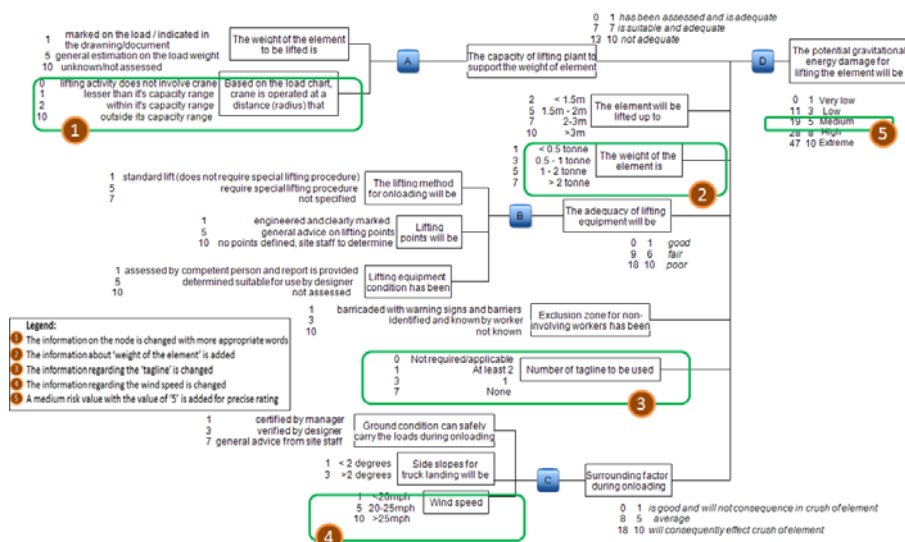 1 marked on the load / indicated in the drawing/document
5 general estimation on the load weight
10 unknown/not assessed
The weight of the element to be lifted is
0 lifting activity does not involve crane
1 lesser than it's capacity range
2 within it's capacity range
10 outside its capacity range
Based on the load chart, crane is operated at a distance (radius) that
1
A
The capacity of lifting plant to support the weight of element
0 1 has been assessed and is adequate
7 7 is suitable and adequate
13 10 not adequate
D
The potential gravitational energy damage for lifting the element will be
0 1 Very low
11 3 Low
19 5 Medium
28 8 High
47 10 Extreme
5
2 < 1.5m
5 1.5m - 2m
7 2-3m
10 >3m
The element will be lifted up to
1 < 0.5 tonne
3 0.5 - 1 tonne
5 1 - 2 tonne
7 > 2 tonne
The weight of the element is
2
1 standard lift (does not require special lifting procedure)
5 require special lifting procedure
7 not specified
The lifting method for onloading will be
1 engineered and clearly marked
5 general advice on lifting points
10 no points defined, site staff to determine
Lifting points will be
1 assessed by competent person and report is provided
5 determined suitable for use by designer
10 not assessed
Lifting equipment condition has been
B
The adequacy of lifting equipment will be
0 1 good
9 6 fair
18 10 poor
1 barricaded with warning signs and barriers
3 identified and known by worker
10 not known
Exclusion zone for non-involving workers has been
0 Not required/applicable
1 At least 2
3 1
7 None
Number of tagline to be used
3
Legend:
1 The information on the node is changed with more appropriate words
2 The information about 'weight of the element' is added
3 The information regarding the 'tagline' is changed
4 The information regarding the wind speed is changed
5 A medium risk value with the value of '5' is added for precise rating
1 certified by manager
3 verified by designer
7 general advice from site staff
Ground condition can safely carry the loads during onloading
1 < 2 degrees
3 >2 degrees
Side slopes for truck landing will be
1 <20mph
5 20-25mph
10 >25mph
Wind speed
4
C
Surrounding factor during onloading
0 1 is good and will not consequence in crush of element
8 5 average
18 10 will consequently effect crush of element